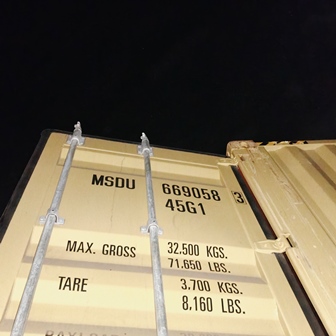 MSDU 669058 3
45G1
MAX. GROSS 32.500 KGS.
71.650 LBS.
TARE 3.700 KGS.
8,160 LBS.